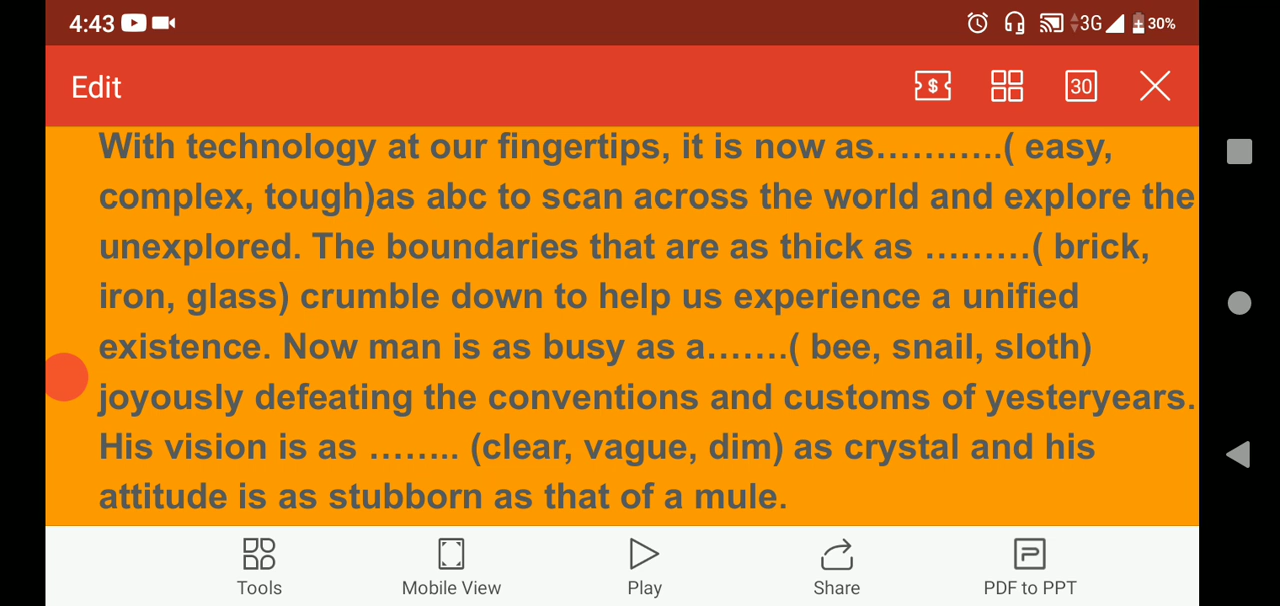 4:43 3G 30%
Edit 30
With technology at our fingertips, it is now as...........( easy,
complex, tough)as abc to scan across the world and explore the
unexplored. The boundaries that are as thick as .........( brick,
iron, glass) crumble down to help us experience a unified
existence. Now man is as busy as a.......( bee, snail, sloth)
joyously defeating the conventions and customs of yesteryears.
His vision is as ........ (clear, vague, dim) as crystal and his
attitude is as stubborn as that of a mule.
Tools Mobile View Play Share PDF to PPT